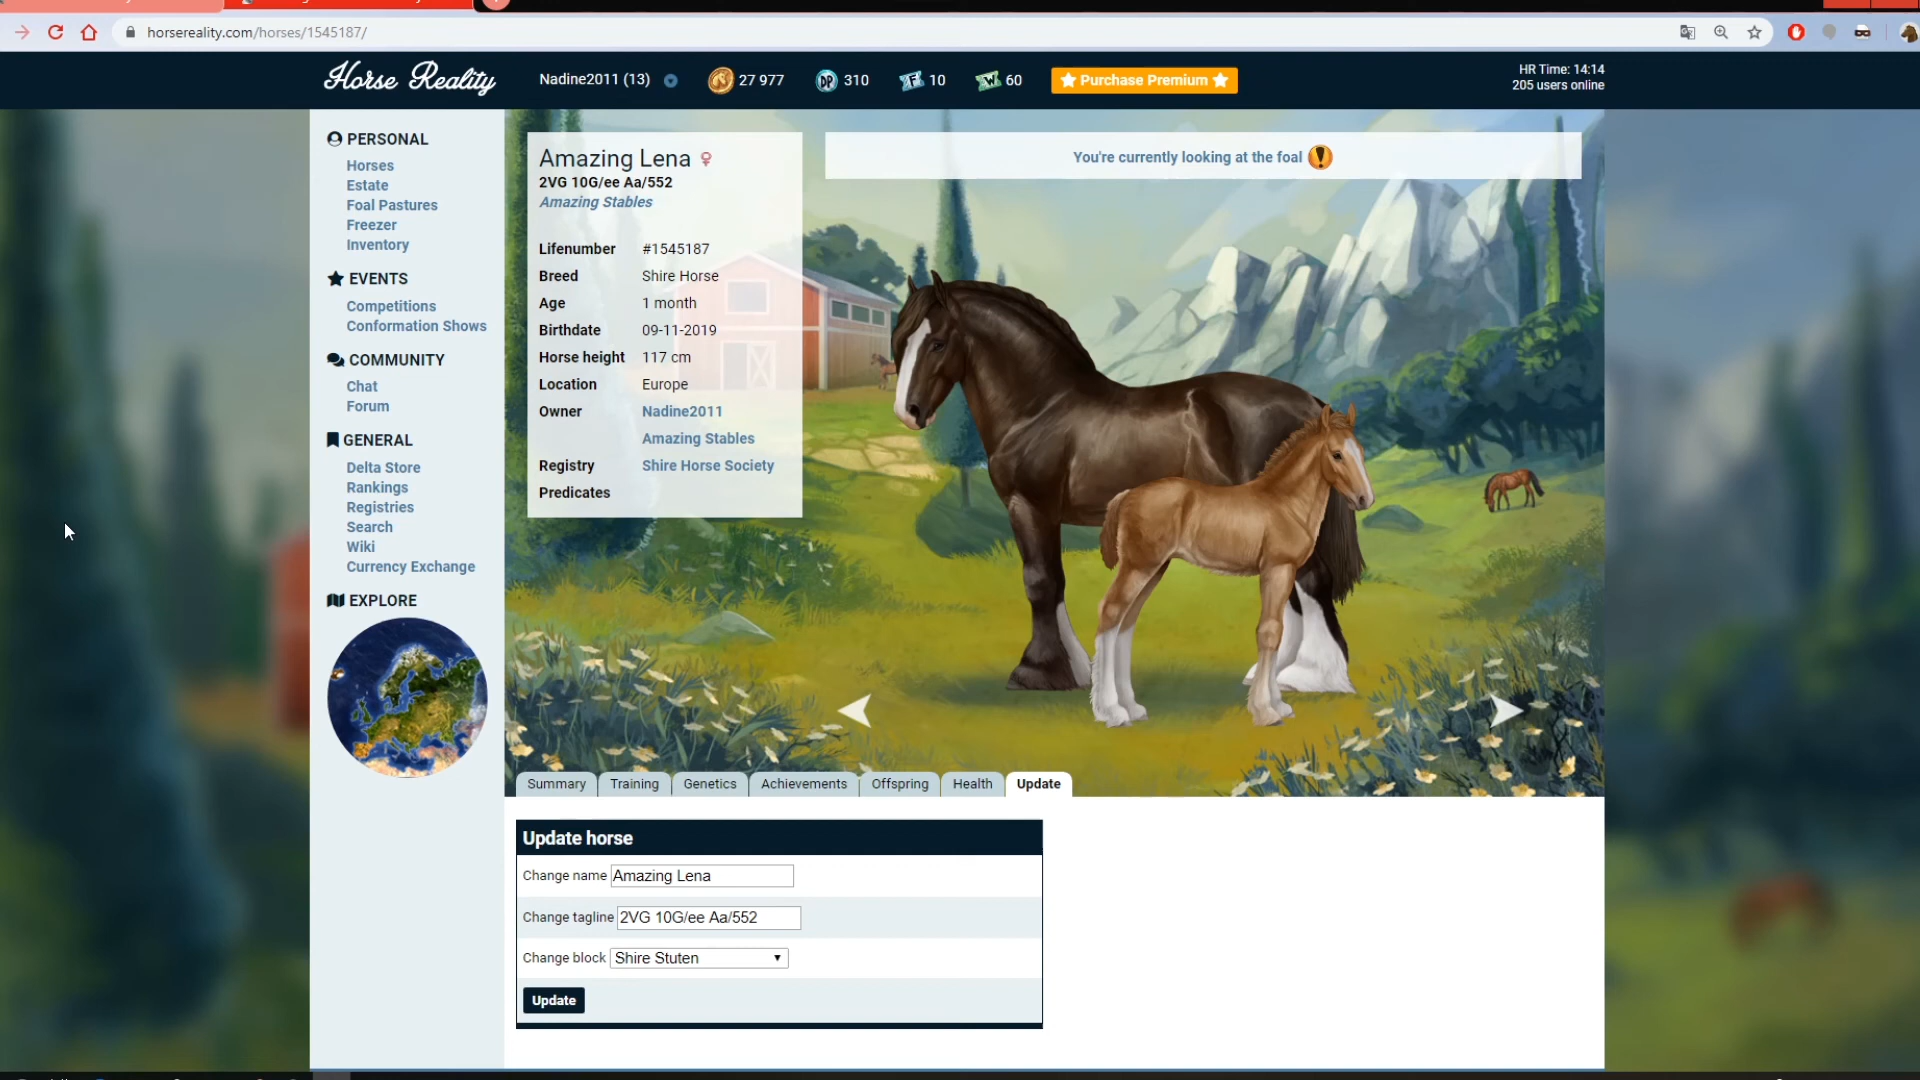 horsereality.com/horses/1545187/
Horse Reality
Nadine2011 (13)
27 977
DP
310
F
10
W
60
Purchase Premium
HR Time: 14:14
205 users online
PERSONAL
Horses
Estate
Foal Pastures
Freezer
Inventory
EVENTS
Competitions
Conformation Shows
COMMUNITY
Chat
Forum
GENERAL
Delta Store
Rankings
Registries
Search
Wiki
Currency Exchange
EXPLORE
Amazing Lena ♀
2VG 10G/ee Aa/552
Amazing Stables
Lifenumber #1545187
Breed Shire Horse
Age 1 month
Birthdate 09-11-2019
Horse height 117 cm
Location Europe
Owner Nadine2011
Amazing Stables
Registry Shire Horse Society
Predicates
You're currently looking at the foal
Summary Training Genetics Achievements Offspring Health Update
Update horse
Change name Amazing Lena
Change tagline 2VG 10G/ee Aa/552
Change block Shire Stuten
Update